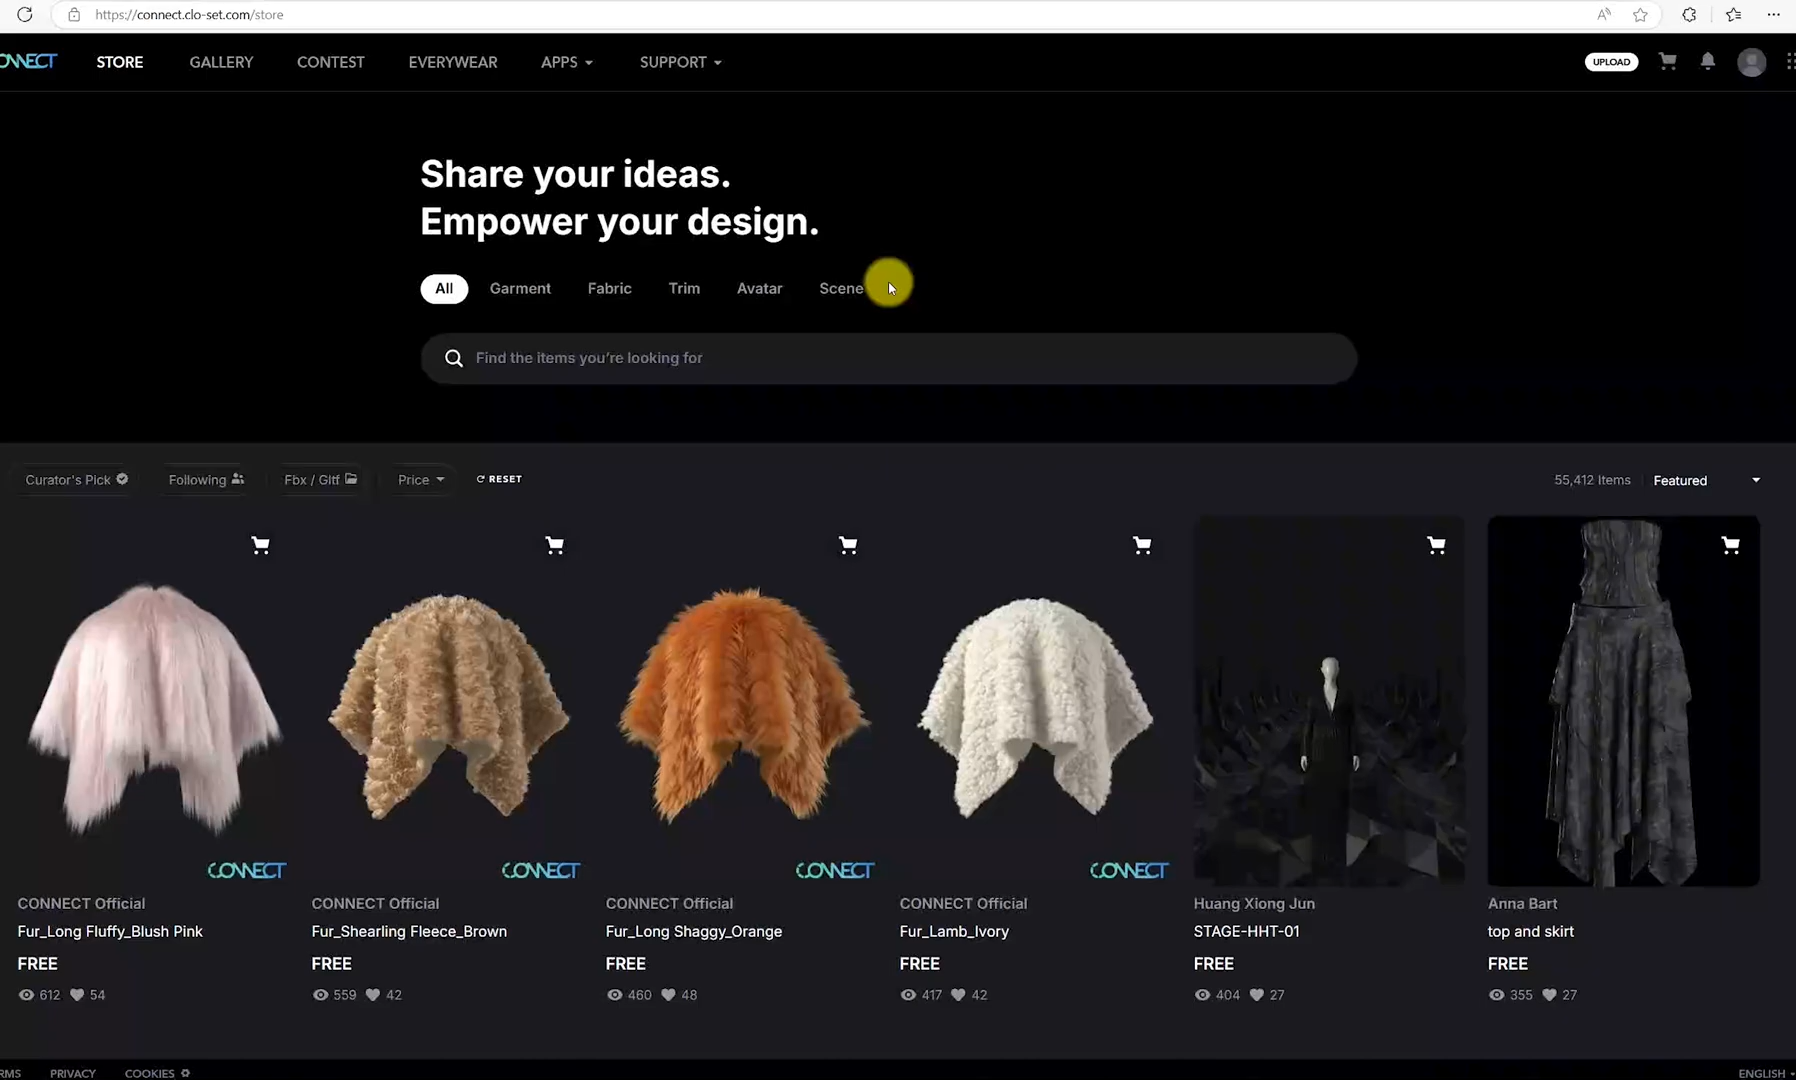 https://connect.clo-set.com/store
CONNECT STORE GALLERY CONTEST EVERYWEAR APPS SUPPORT UPLOAD
Share your ideas.
Empower your design.
All Garment Fabric Trim Avatar Scene
Find the items you're looking for
Curator's Pick Following Fbx / Gltf Price RESET 55,412 Items Featured
CONNECT CONNECT CONNECT CONNECT
CONNECT Official CONNECT Official CONNECT Official CONNECT Official Huang Xiong Jun Anna Bart
Fur_Long Fluffy_Blush Pink Fur_Shearling Fleece_Brown Fur_Long Shaggy_Orange Fur_Lamb_Ivory STAGE-HHT-01 top and skirt
FREE FREE FREE FREE FREE FREE
612 54 559 42 460 48 417 42 404 27 355 27
RMS PRIVACY COOKIES ENGLISH